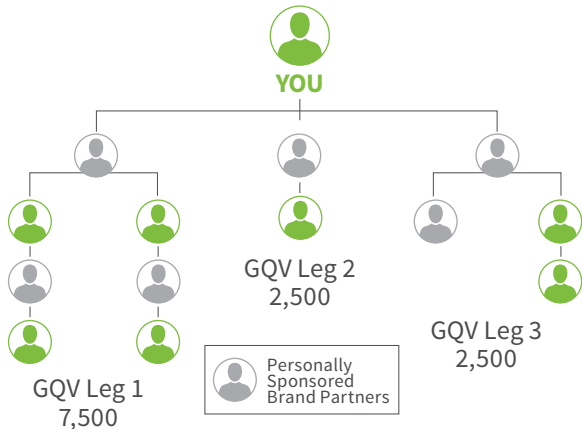 YOU
GQV Leg 2
2,500
GQV Leg 3
2,500
GQV Leg 1
7,500
Personally
Sponsored
Brand Partners